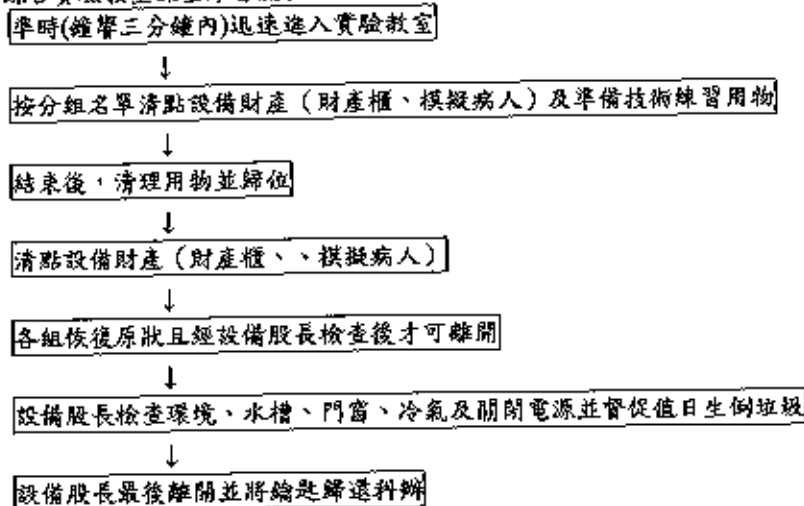 準時(鐘響三分鐘內)迅速進入實驗教室
↓
按分組名單清點設備財產（財產櫃、模擬病人）及準備技術練習用物
↓
結束後，清理用物並歸位
↓
清點設備財產（財產櫃、、模擬病人）
↓
各組恢復原狀且經設備股長檢查後才可離開
↓
設備股長檢查環境、水槽、門窗、冷氣及關閉電源並督促值日生倒垃圾
↓
設備股長最後離開並將鑰匙歸還科辦